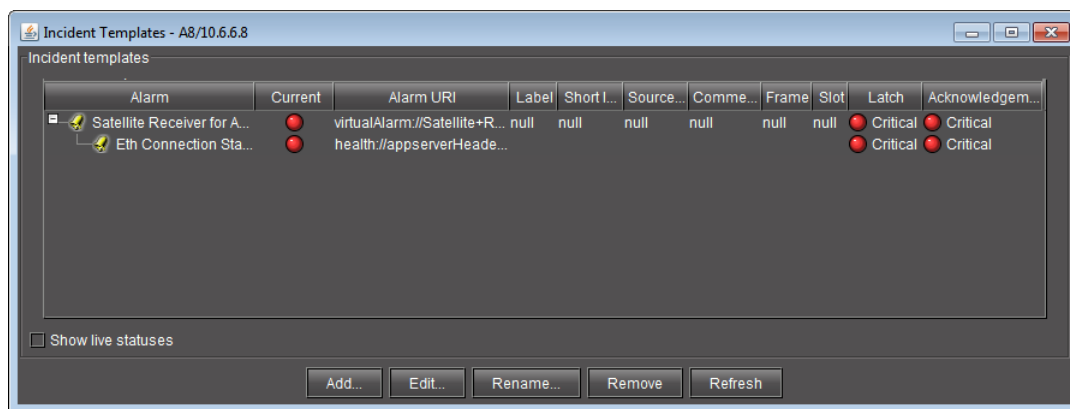 Incident Templates - A8/10.6.6.8
Incident templates
Alarm Current Alarm URI Label Short I... Source... Comme... Frame Slot Latch Acknowledgem...
Satellite Receiver for A... virtualAlarm://Satellite+R... null null null null null null Critical Critical
Eth Connection Sta... health://appserverHeade... Critical Critical
Show live statuses
Add... Edit... Rename... Remove Refresh